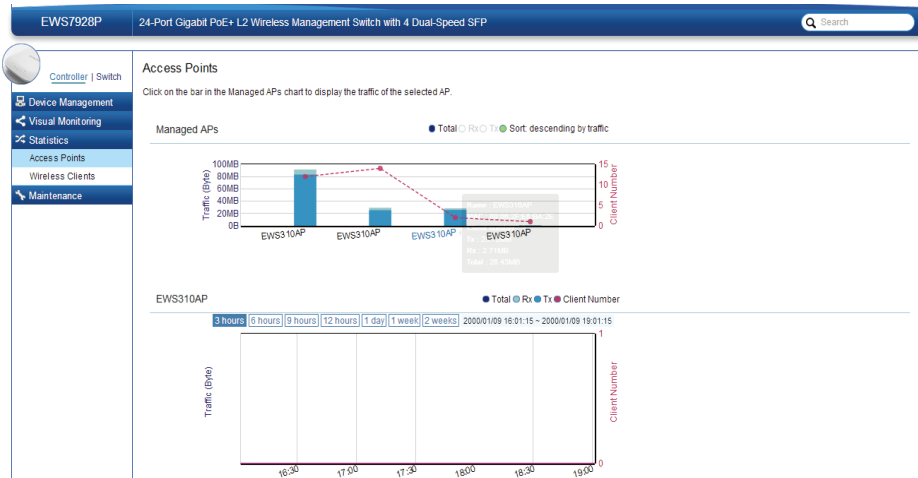 EWS7928P
24-Port Gigabit PoE+ L2 Wireless Management Switch with 4 Dual-Speed SFP
Search
Controller | Switch
Device Management
Visual Monitoring
Statistics
Access Points
Wireless Clients
Maintenance
Access Points
Click on the bar in the Managed APs chart to display the traffic of the selected AP.
Managed APs
Total Rx Tx Sort: descending by traffic
Traffic (Byte)
100MB
80MB
60MB
40MB
20MB
0B
15
10
5
0
Client Number
EWS310AP
EWS310AP
EWS310AP
EWS310AP
Name : EWS310AP
Rx : 2.71MB
EWS310AP
Total Rx Tx Client Number
3 hours 6 hours 9 hours 12 hours 1 day 1 week 2 weeks 2000/01/09 16:01:15 ~ 2000/01/09 19:01:15
Traffic (Byte)
1
0
Client Number
16:30 17:00 17:30 18:00 18:30 19:00